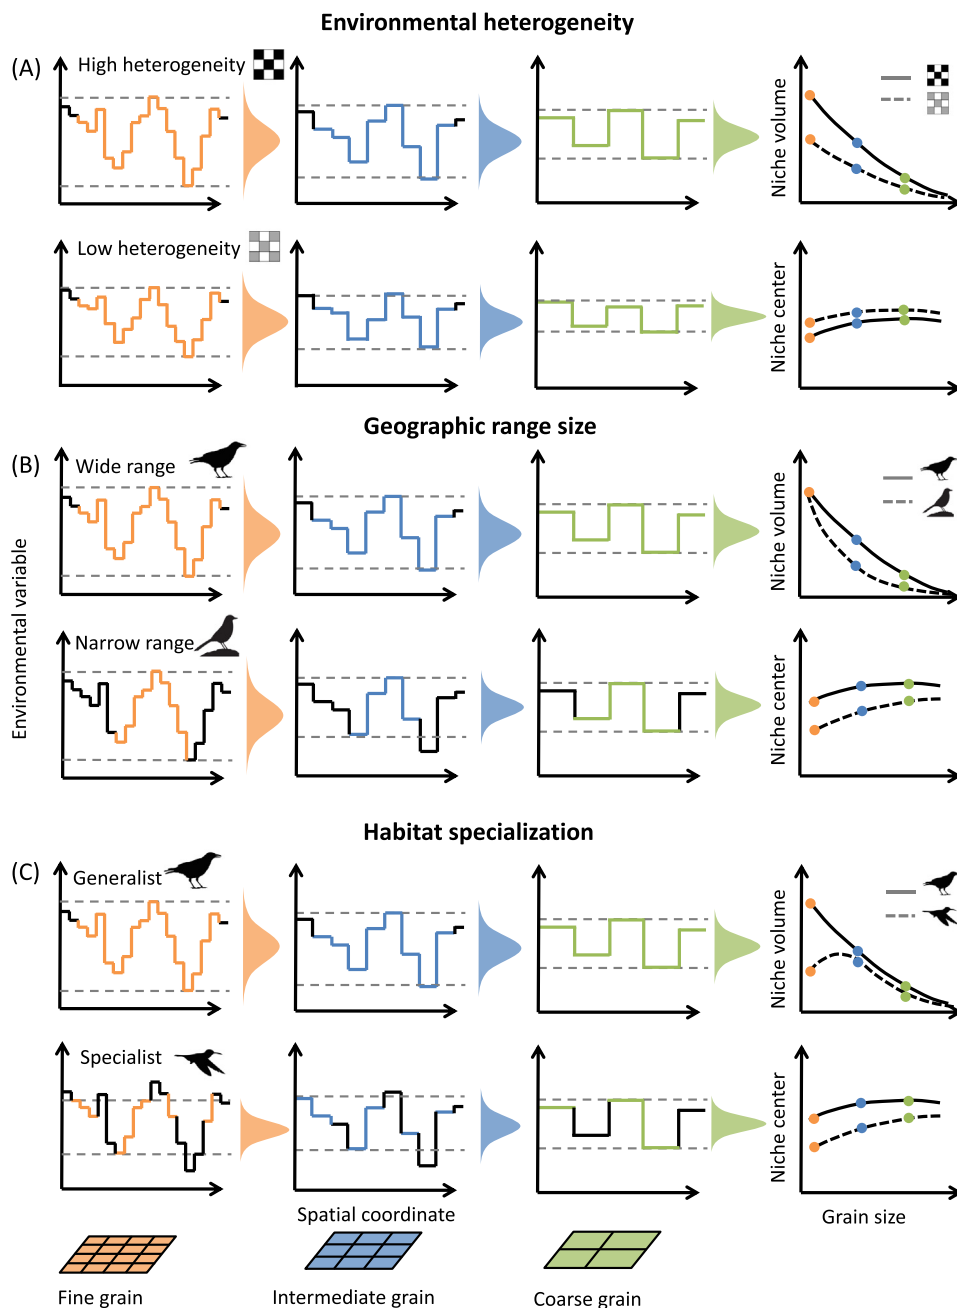 Environmental heterogeneity
(A)
High heterogeneity
Niche volume
Low heterogeneity
Niche center
Geographic range size
(B)
Wide range
Niche volume
Environmental variable
Narrow range
Niche center
Habitat specialization
(C)
Generalist
Niche volume
Specialist
Niche center
Spatial coordinate
Grain size
Fine grain
Intermediate grain
Coarse grain